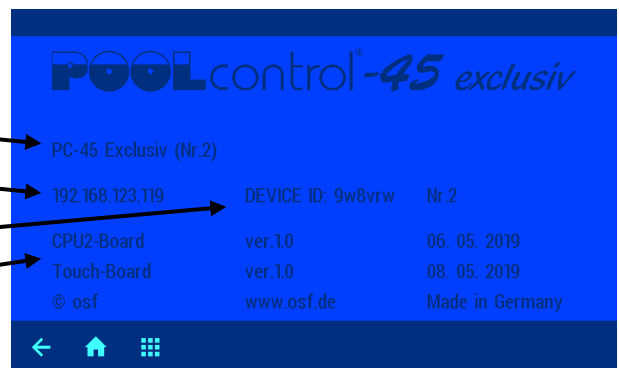 POOLcontrol®-45 exclusiv
PC-45 Exclusiv (Nr.2)
192.168.123.119 DEVICE ID: 9w8vrw Nr.2
CPU2-Board ver.1.0 06. 05. 2019
Touch-Board ver.1.0 08. 05. 2019
© osf www.osf.de Made in Germany